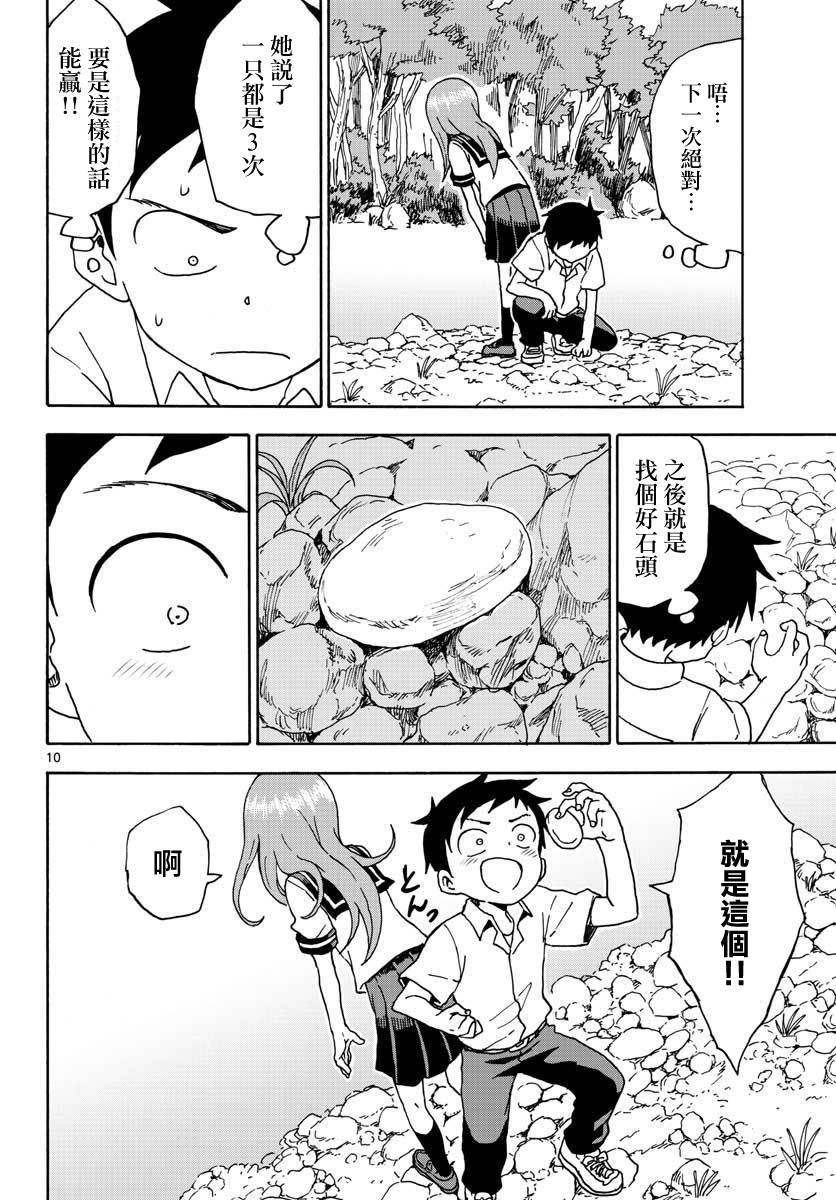 唔…
下一次絕對…
她説了
一只都是3次
要是這樣的話
能贏!!
之後就是
找個好石頭
10
就是這個!!
とんっ
啊